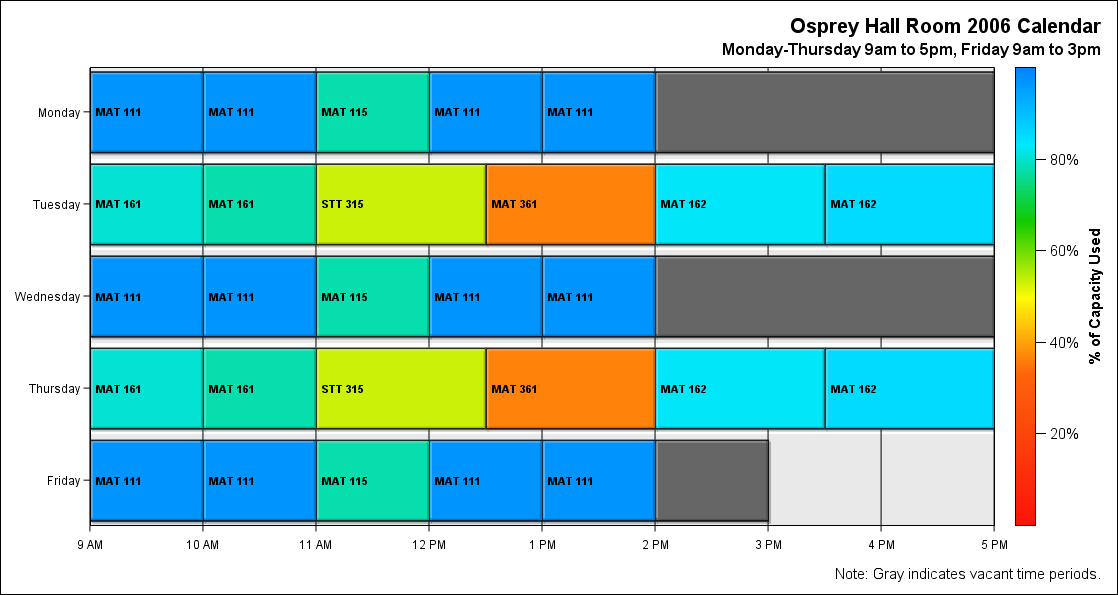 Osprey Hall Room 2006 Calendar
Monday-Thursday 9am to 5pm, Friday 9am to 3pm
Monday MAT 111 MAT 111 MAT 115 MAT 111 MAT 111
Tuesday MAT 161 MAT 161 STT 315 MAT 361 MAT 162 MAT 162
Wednesday MAT 111 MAT 111 MAT 115 MAT 111 MAT 111
Thursday MAT 161 MAT 161 STT 315 MAT 361 MAT 162 MAT 162
Friday MAT 111 MAT 111 MAT 115 MAT 111 MAT 111
9 AM 10 AM 11 AM 12 PM 1 PM 2 PM 3 PM 4 PM 5 PM
80%
60%
40%
20%
% of Capacity Used
Note: Gray indicates vacant time periods.